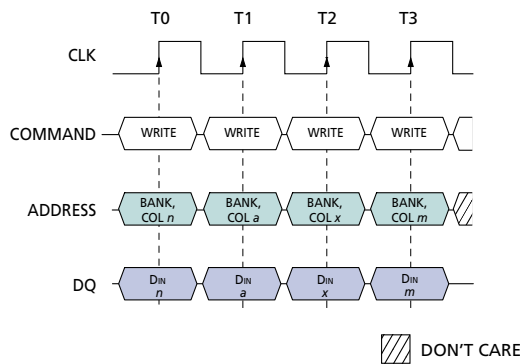 T0 T1 T2 T3
CLK
COMMAND WRITE WRITE WRITE WRITE
ADDRESS BANK, COL n BANK, COL a BANK, COL x BANK, COL m
DQ DIN n DIN a DIN x DIN m
DON'T CARE